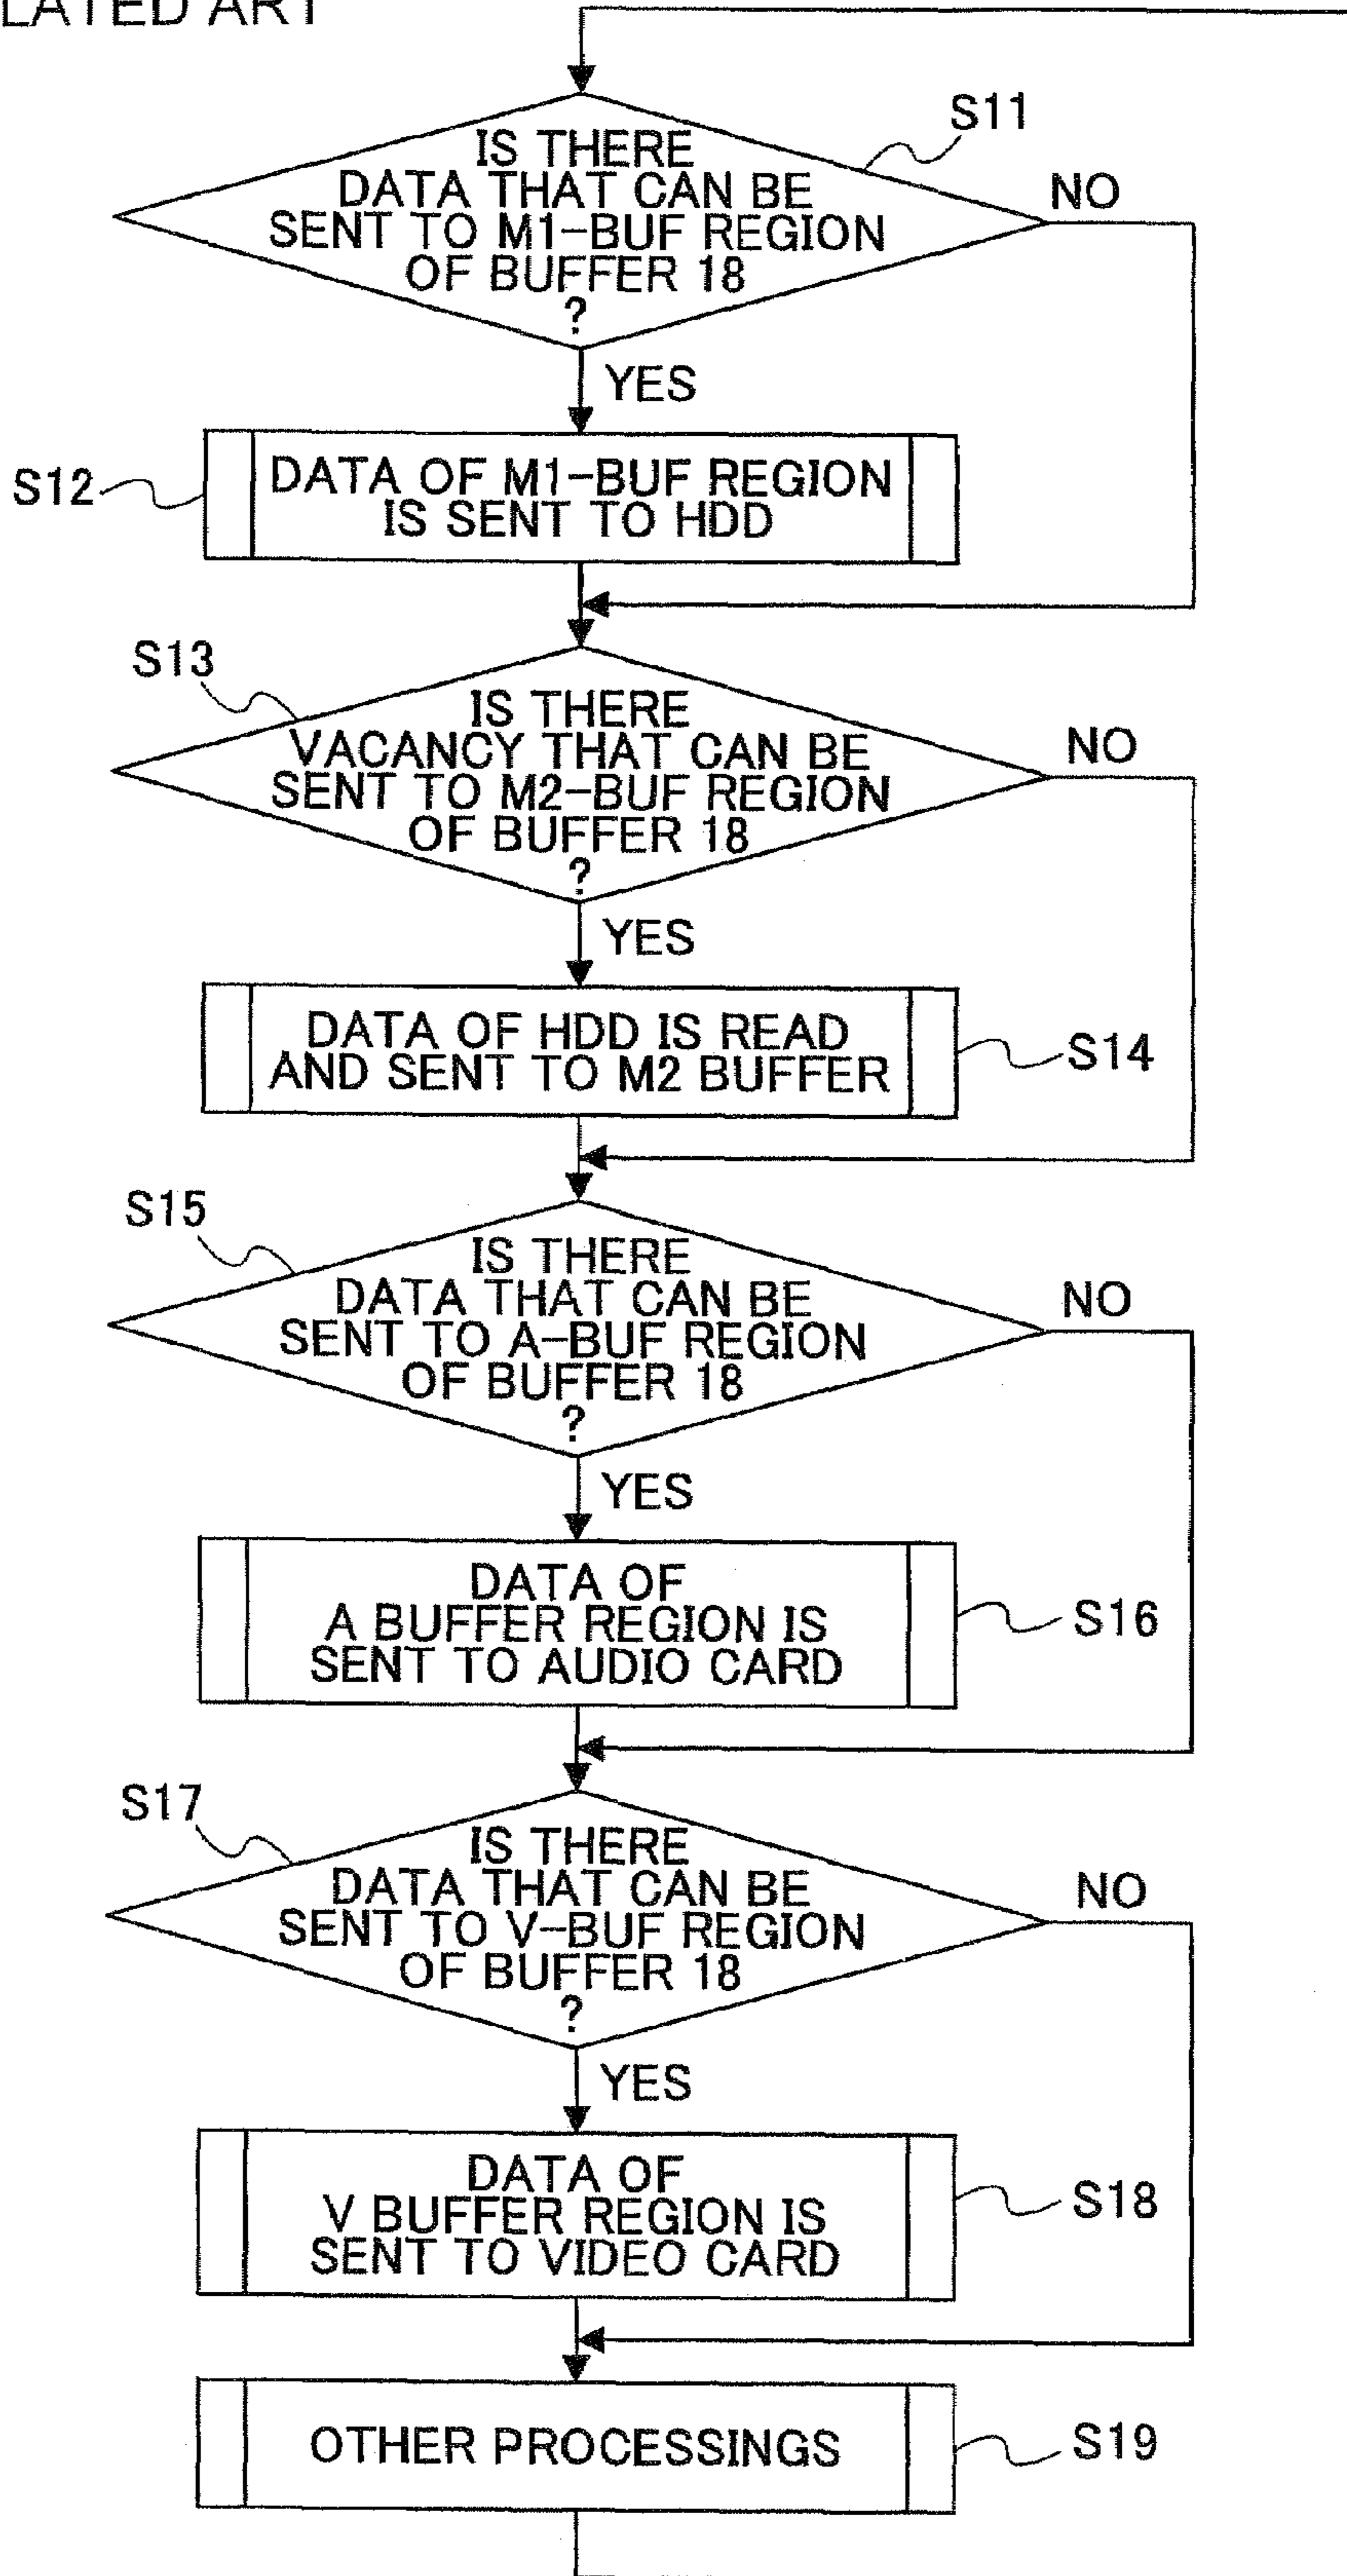 LATED ART
S11
IS THERE
DATA THAT CAN BE
SENT TO M1-BUF REGION
OF BUFFER 18
?
NO
YES
S12
DATA OF M1-BUF REGION
IS SENT TO HDD
S13
IS THERE
VACANCY THAT CAN BE
SENT TO M2-BUF REGION
OF BUFFER 18
?
NO
YES
DATA OF HDD IS READ
AND SENT TO M2 BUFFER
S14
S15
IS THERE
DATA THAT CAN BE
SENT TO A-BUF REGION
OF BUFFER 18
?
NO
YES
DATA OF
A BUFFER REGION IS
SENT TO AUDIO CARD
S16
S17
IS THERE
DATA THAT CAN BE
SENT TO V-BUF REGION
OF BUFFER 18
?
NO
YES
DATA OF
V BUFFER REGION IS
SENT TO VIDEO CARD
S18
OTHER PROCESSINGS
S19